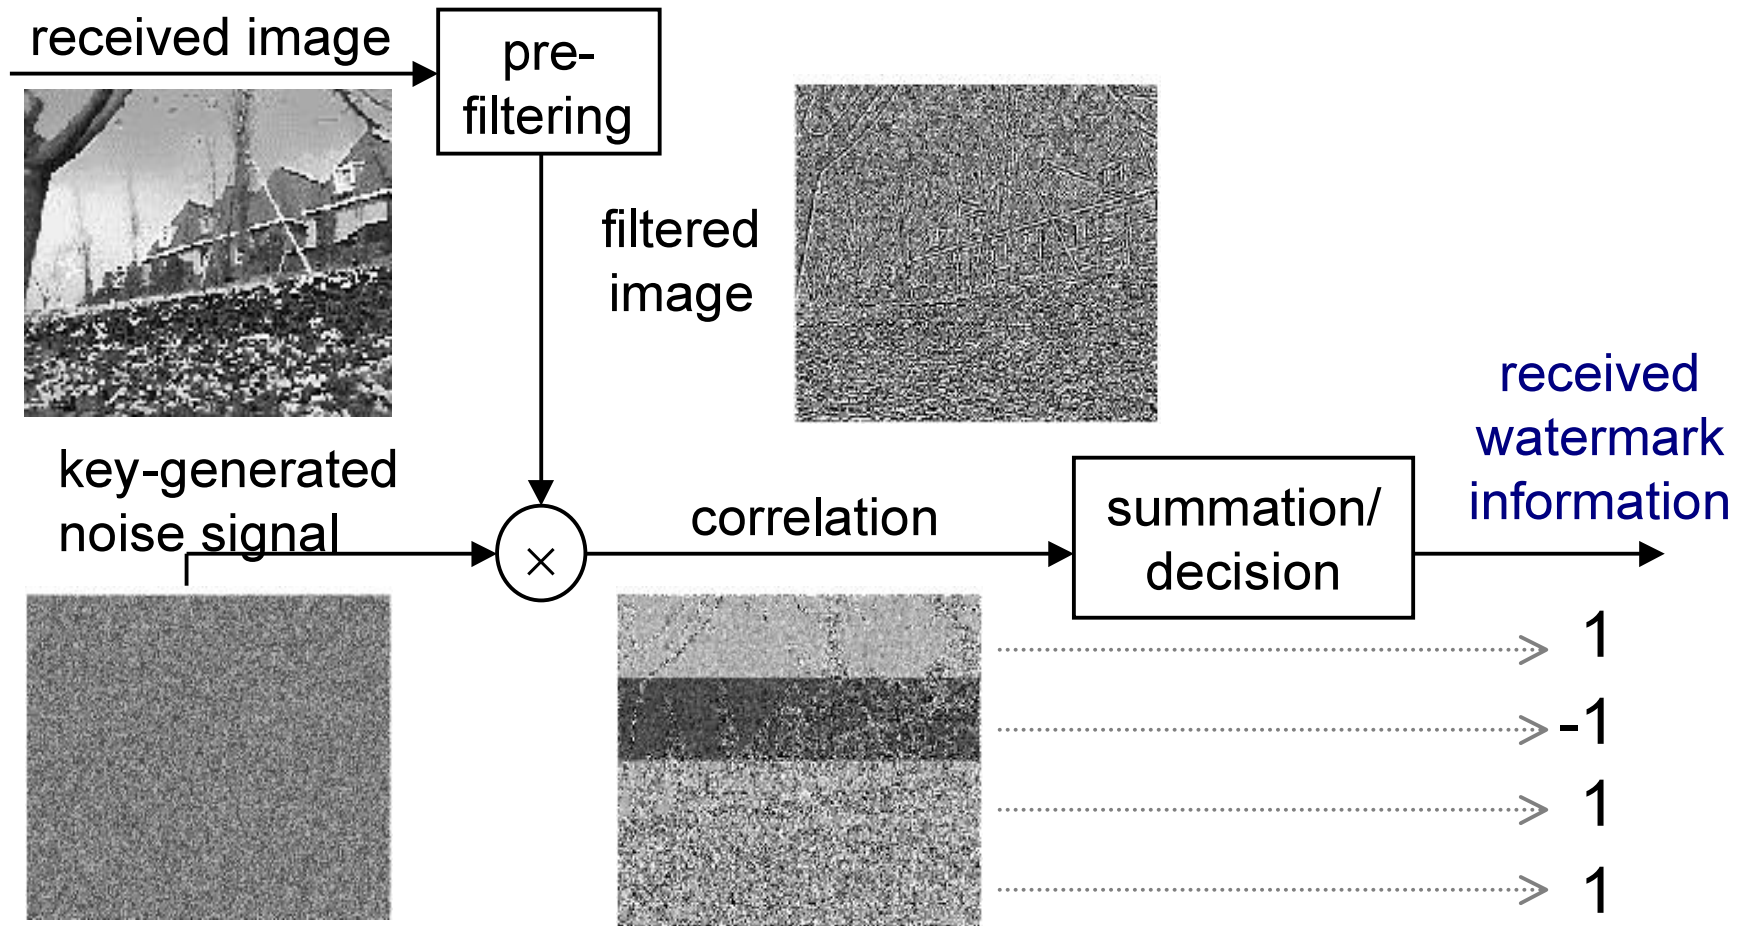 received image
pre-
filtering
filtered
image
received
watermark
information
key-generated
noise signal
×
correlation
summation/
decision
1
-1
1
1